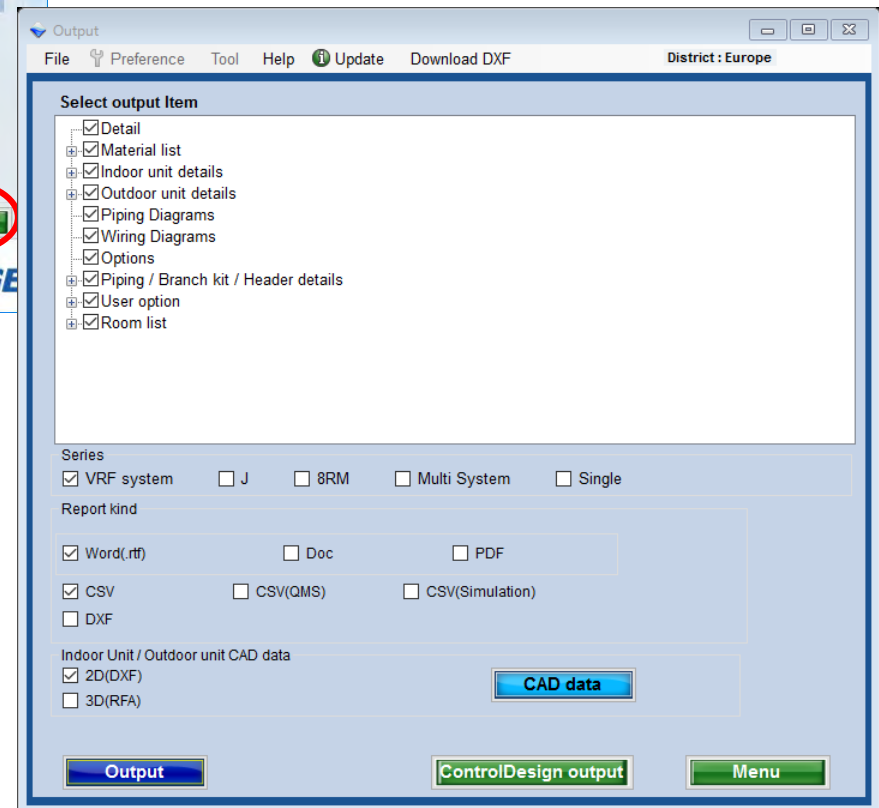 Output
File Preference Tool Help Update Download DXF District : Europe
Select output Item
Detail
Material list
Indoor unit details
Outdoor unit details
Piping Diagrams
Wiring Diagrams
Options
Piping / Branch kit / Header details
User option
Room list
Series
VRF system J 8RM Multi System Single
Report kind
Word(.rtf) Doc PDF
CSV CSV(QMS) CSV(Simulation)
DXF
Indoor Unit / Outdoor unit CAD data
2D(DXF)
CAD data
3D(RFA)
Output ControlDesign output Menu